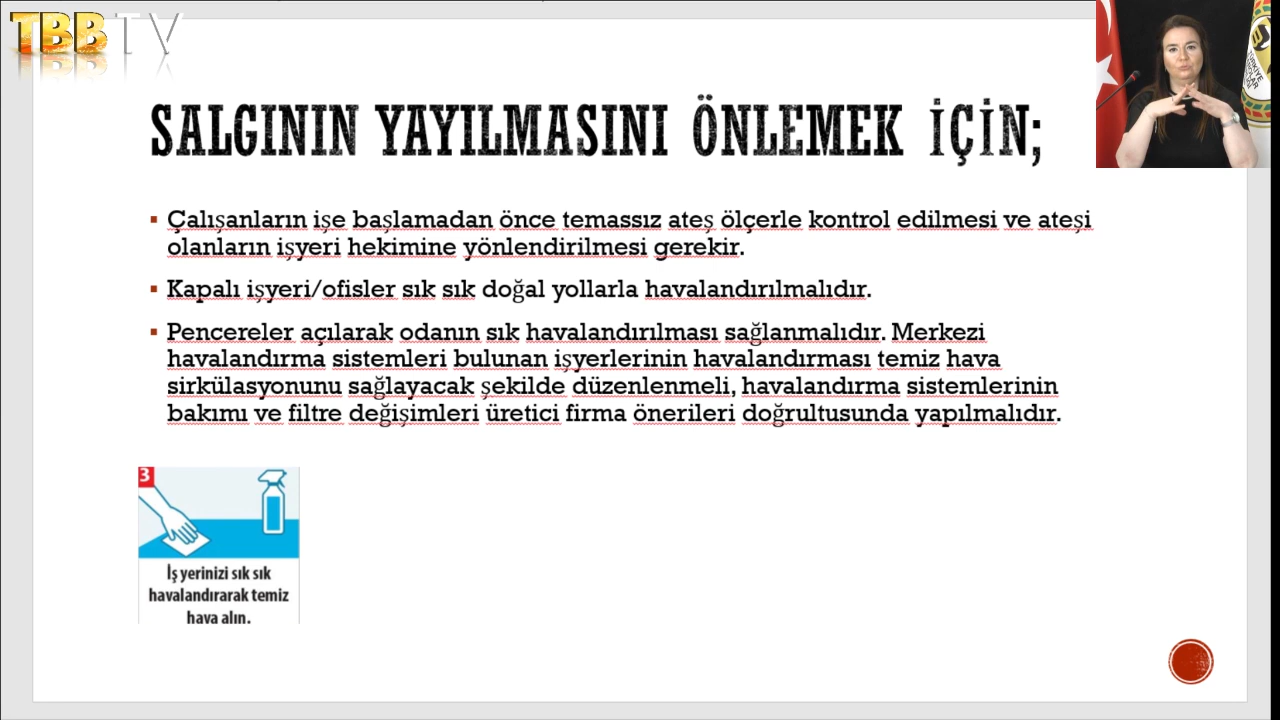 TBB TV
SALGININ YAYILMASINI ÖNLEMEK İÇİN;
Çalışanların işe başlamadan önce temassız ateş ölçerle kontrol edilmesi ve ateşi
olanların işyeri hekimine yönlendirilmesi gerekir.
Kapalı işyeri/ofisler sık sık doğal yollarla havalandırılmalıdır.
Pencereler açılarak odanın sık havalandırılması sağlanmalıdır. Merkezi
havalandırma sistemleri bulunan işyerlerinin havalandırması temiz hava
sirkülasyonunu sağlayacak şekilde düzenlenmeli, havalandırma sistemlerinin
bakımı ve filtre değişimleri üretici firma önerileri doğrultusunda yapılmalıdır.
3
İş yerinizi sık sık
havalandırarak temiz
hava alın.